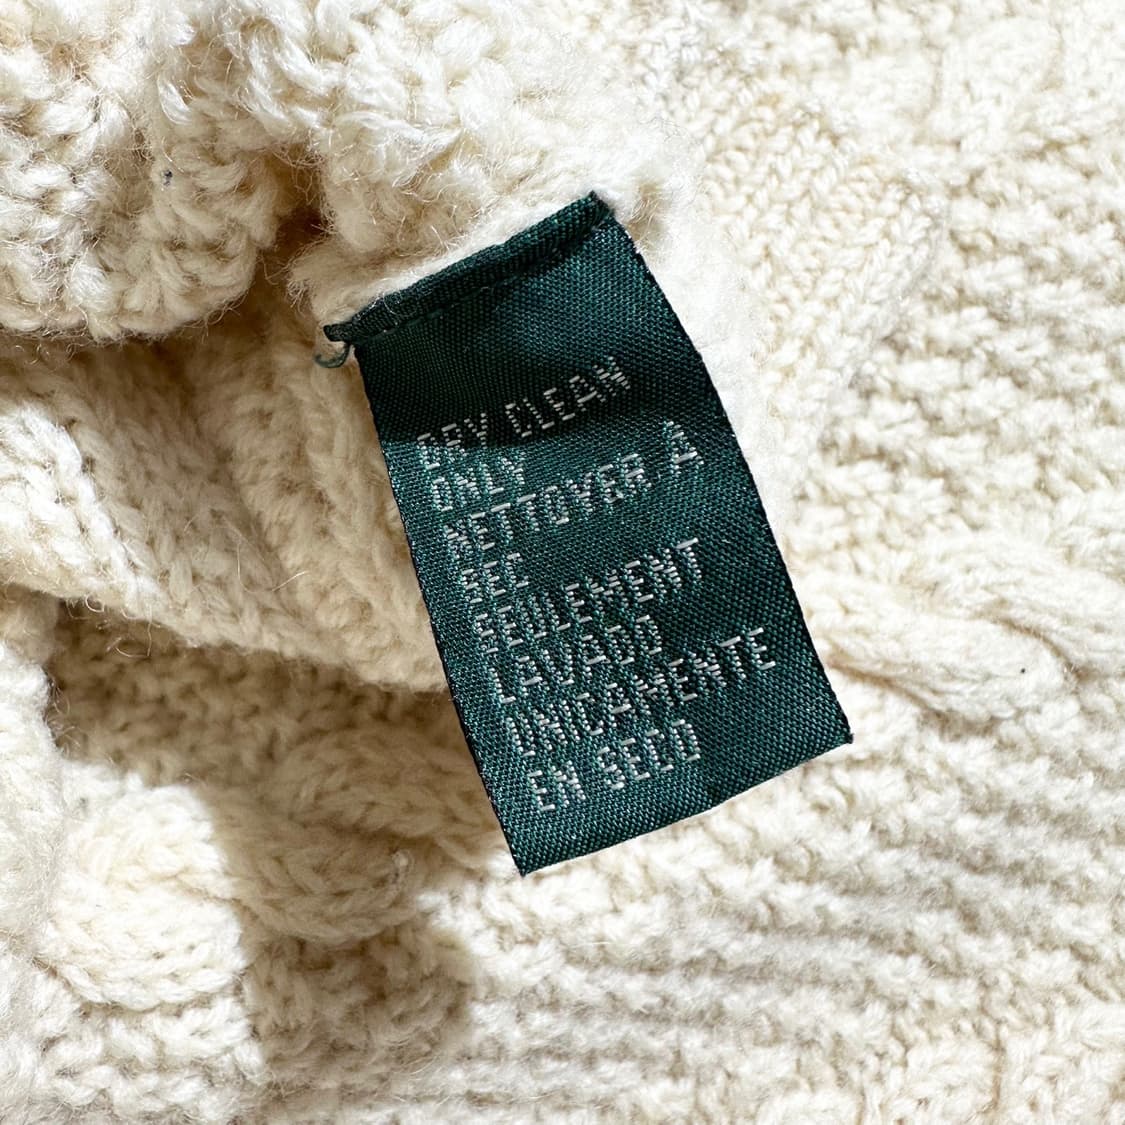 DRY CLEAN
ONLY
NETTOYER A
SEC
SEULEMENT
LAVADO
UNICAMENTE
EN SECO